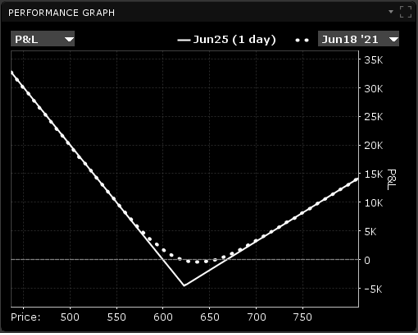 PERFORMANCE GRAPH
P&L Jun25 (1 day) Jun18 '21
35K
30K
25K
20K
15K
10K
5K
0
-5K
P&L
Price: 500 550 600 650 700 750